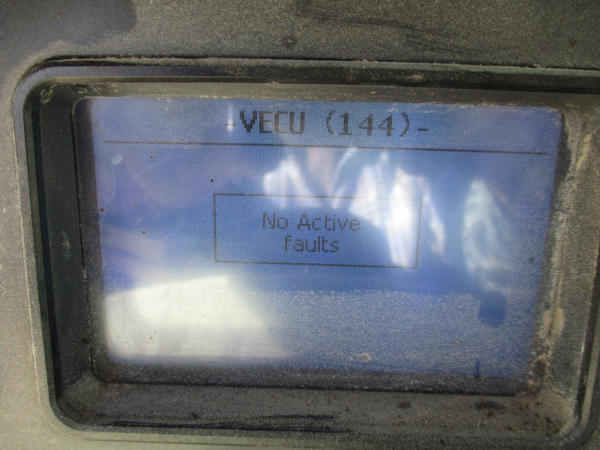 -VECU (144)-
No Active
faults